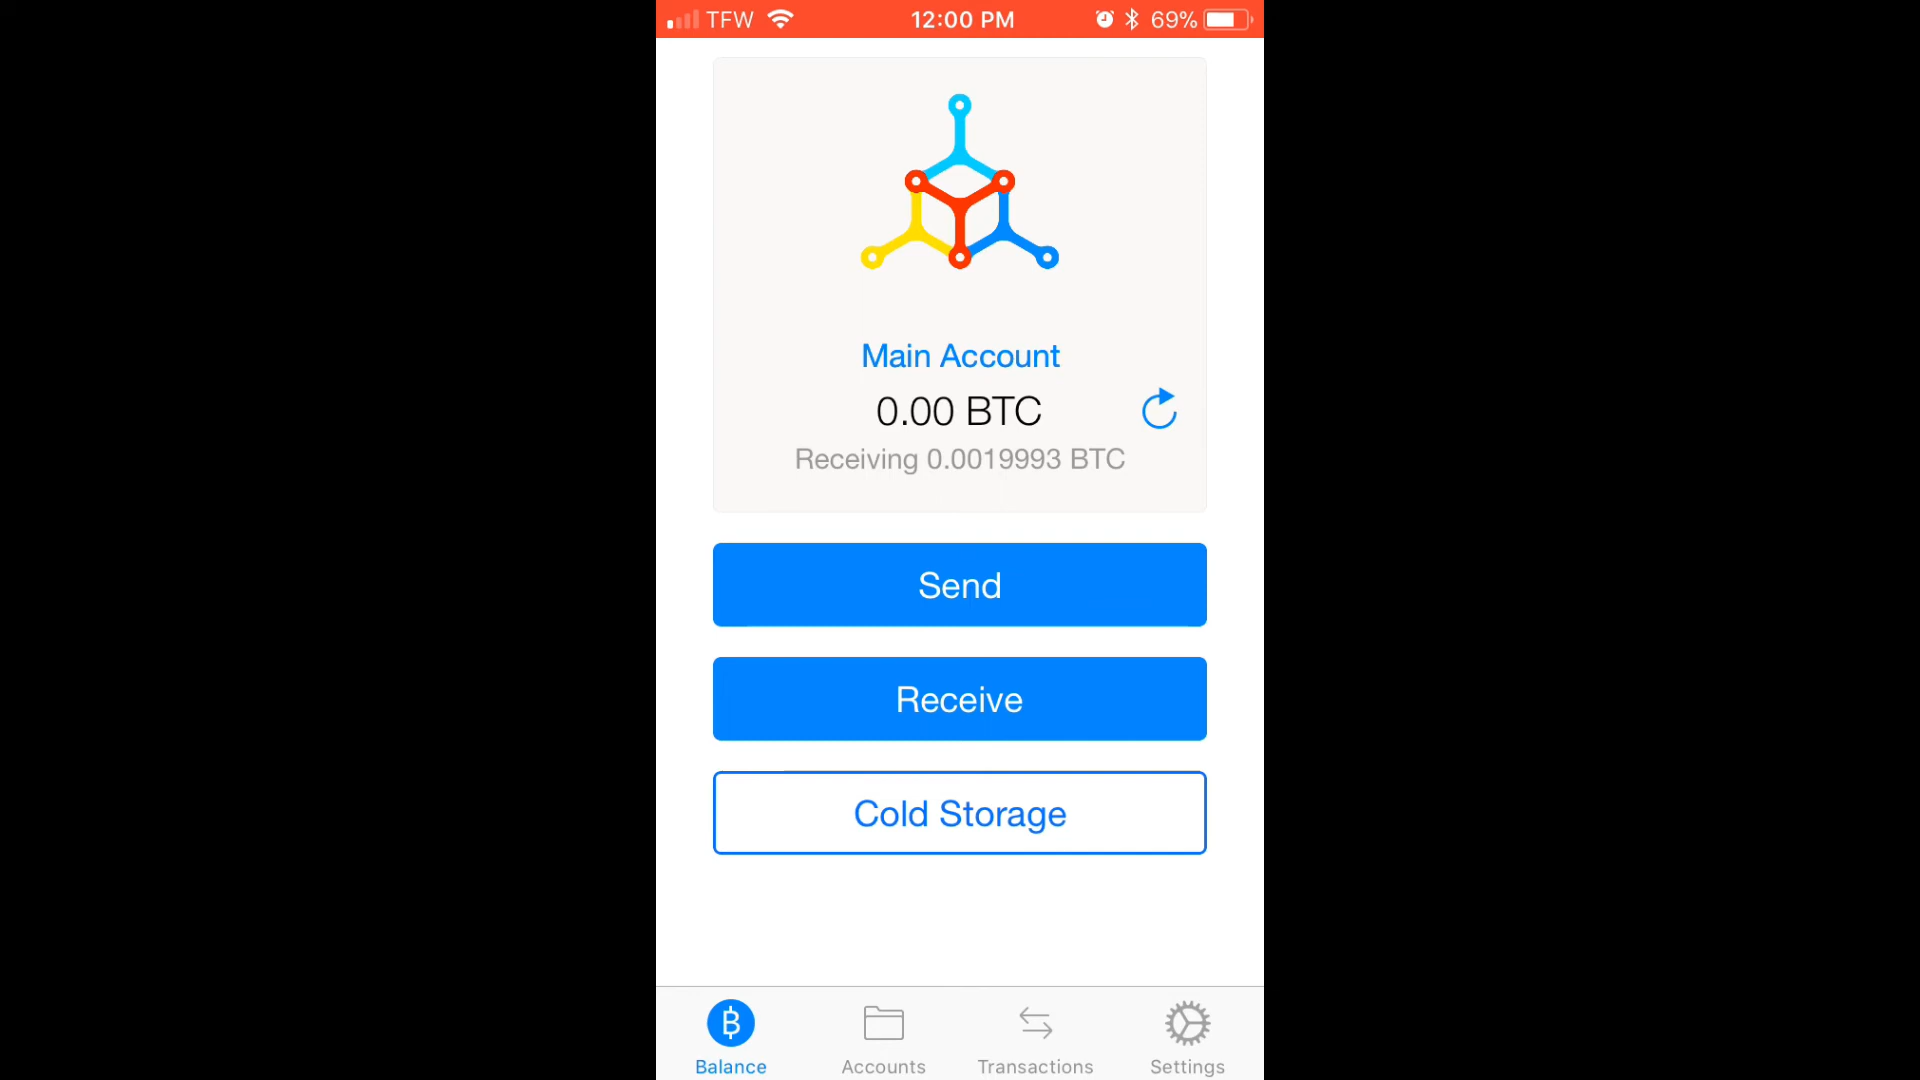 TFW 12:00 PM 69%
Main Account
0.00 BTC
Receiving 0.0019993 BTC
Send
Receive
Cold Storage
Balance Accounts Transactions Settings